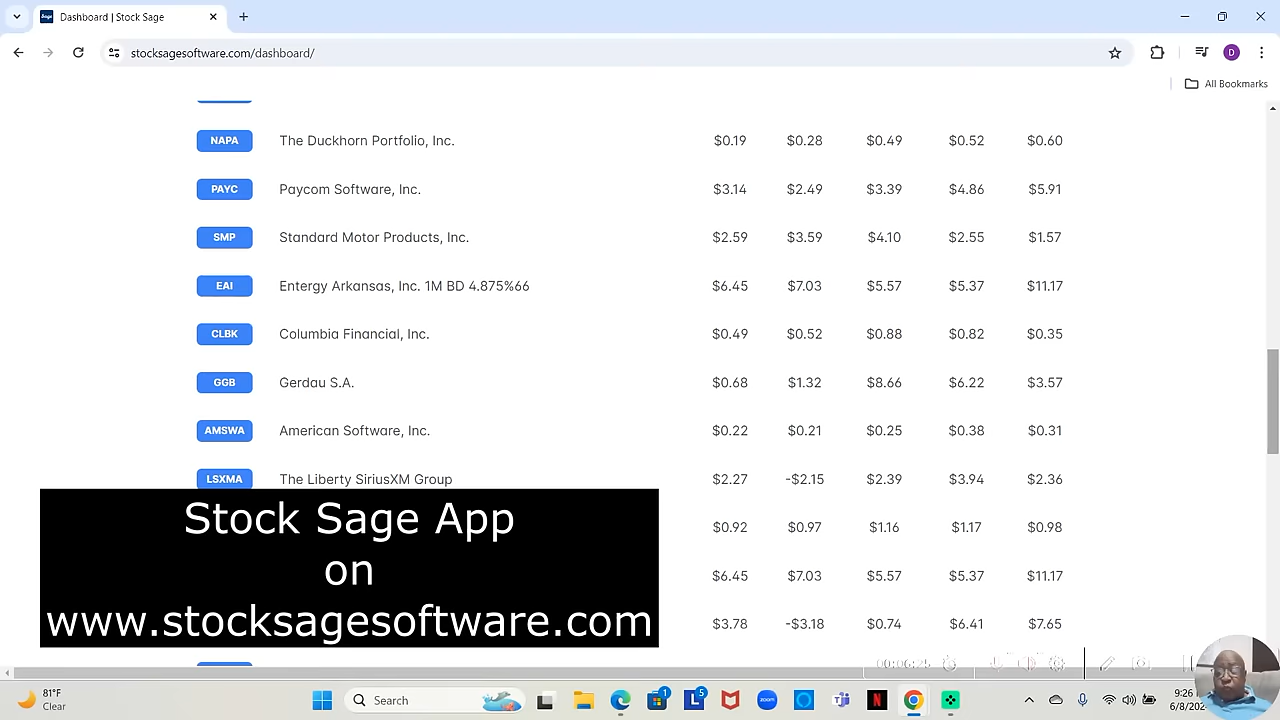 Dashboard | Stock Sage
stocksagesoftware.com/dashboard/
D
All Bookmarks
NAPA The Duckhorn Portfolio, Inc. $0.19 $0.28 $0.49 $0.52 $0.60
PAYC Paycom Software, Inc. $3.14 $2.49 $3.39 $4.86 $5.91
SMP Standard Motor Products, Inc. $2.59 $3.59 $4.10 $2.55 $1.57
EAI Entergy Arkansas, Inc. 1M BD 4.875%66 $6.45 $7.03 $5.57 $5.37 $11.17
CLBK Columbia Financial, Inc. $0.49 $0.52 $0.88 $0.82 $0.35
GGB Gerdau S.A. $0.68 $1.32 $8.66 $6.22 $3.57
AMSWA American Software, Inc. $0.22 $0.21 $0.25 $0.38 $0.31
LSXMA The Liberty SiriusXM Group $2.27 -$2.15 $2.39 $3.94 $2.36
$0.92 $0.97 $1.16 $1.17 $0.98
$6.45 $7.03 $5.57 $5.37 $11.17
$3.78 -$3.18 $0.74 $6.41 $7.65
Stock Sage App
on
www.stocksagesoftware.com
81°F
Clear
Search
1
5
zoom
N
9:26
6/8/202